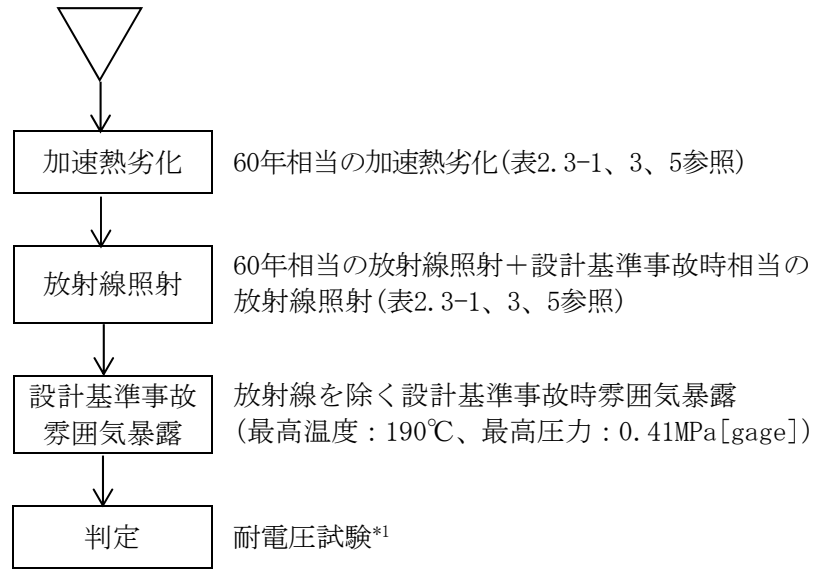 加速熱劣化
60年相当の加速熱劣化(表2.3-1、3、5参照)
放射線照射
60年相当の放射線照射＋設計基準事故時相当の
放射線照射(表2.3-1、3、5参照)
設計基準事故
雰囲気暴露
放射線を除く設計基準事故時雰囲気暴露
(最高温度：190℃、最高圧力：0.41MPa[gage])
判定
耐電圧試験*1